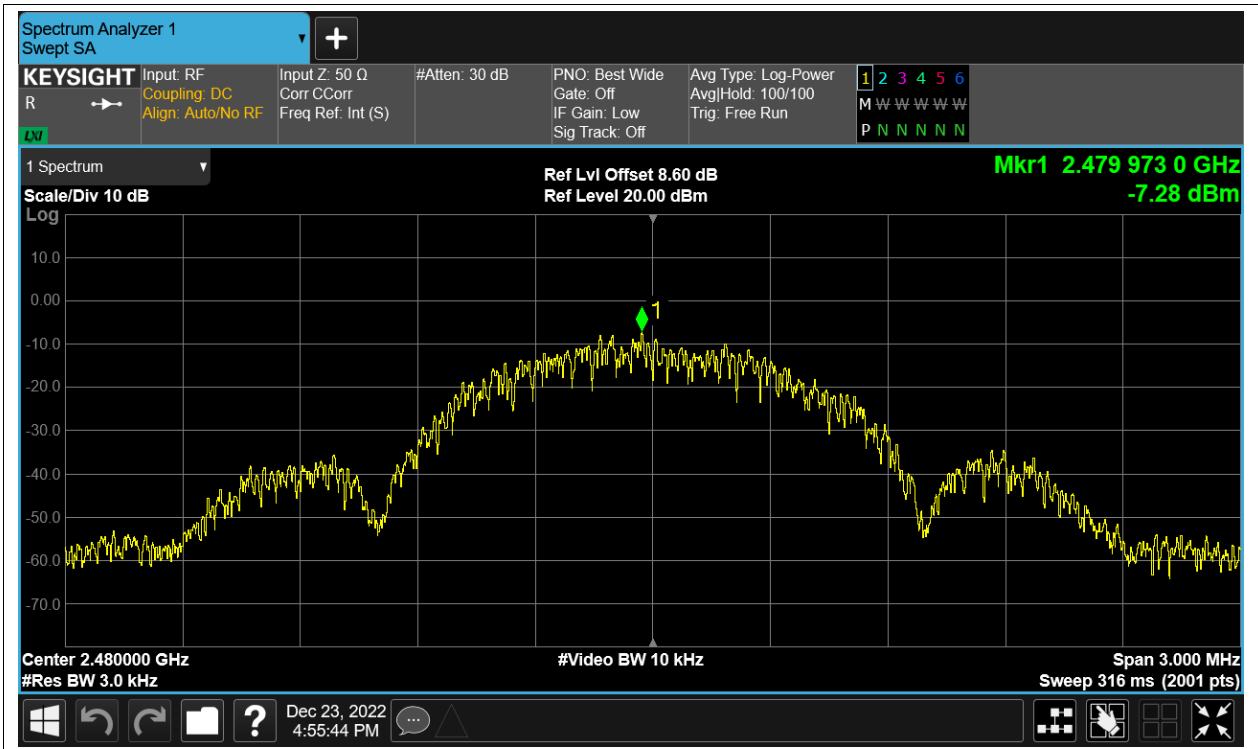 Spectrum Analyzer 1
Swept SA
KEYSIGHT
R
LXI
Input: RF
Coupling: DC
Align: Auto/No RF
Input Z: 50 Ω
Corr CCorr
Freq Ref: Int (S)
#Atten: 30 dB
PNO: Best Wide
Gate: Off
IF Gain: Low
Sig Track: Off
Avg Type: Log-Power
Avg|Hold: 100/100
Trig: Free Run
1 2 3 4 5 6
M W W W W W
P N N N N N
1 Spectrum
Scale/Div 10 dB
Log
Ref Lvl Offset 8.60 dB
Ref Level 20.00 dBm
Mkr1 2.479 973 0 GHz
-7.28 dBm
10.0
0.00
-10.0
-20.0
-30.0
-40.0
-50.0
-60.0
-70.0
1
Center 2.480000 GHz
#Res BW 3.0 kHz
#Video BW 10 kHz
Span 3.000 MHz
Sweep 316 ms (2001 pts)
?
Dec 23, 2022
4:55:44 PM